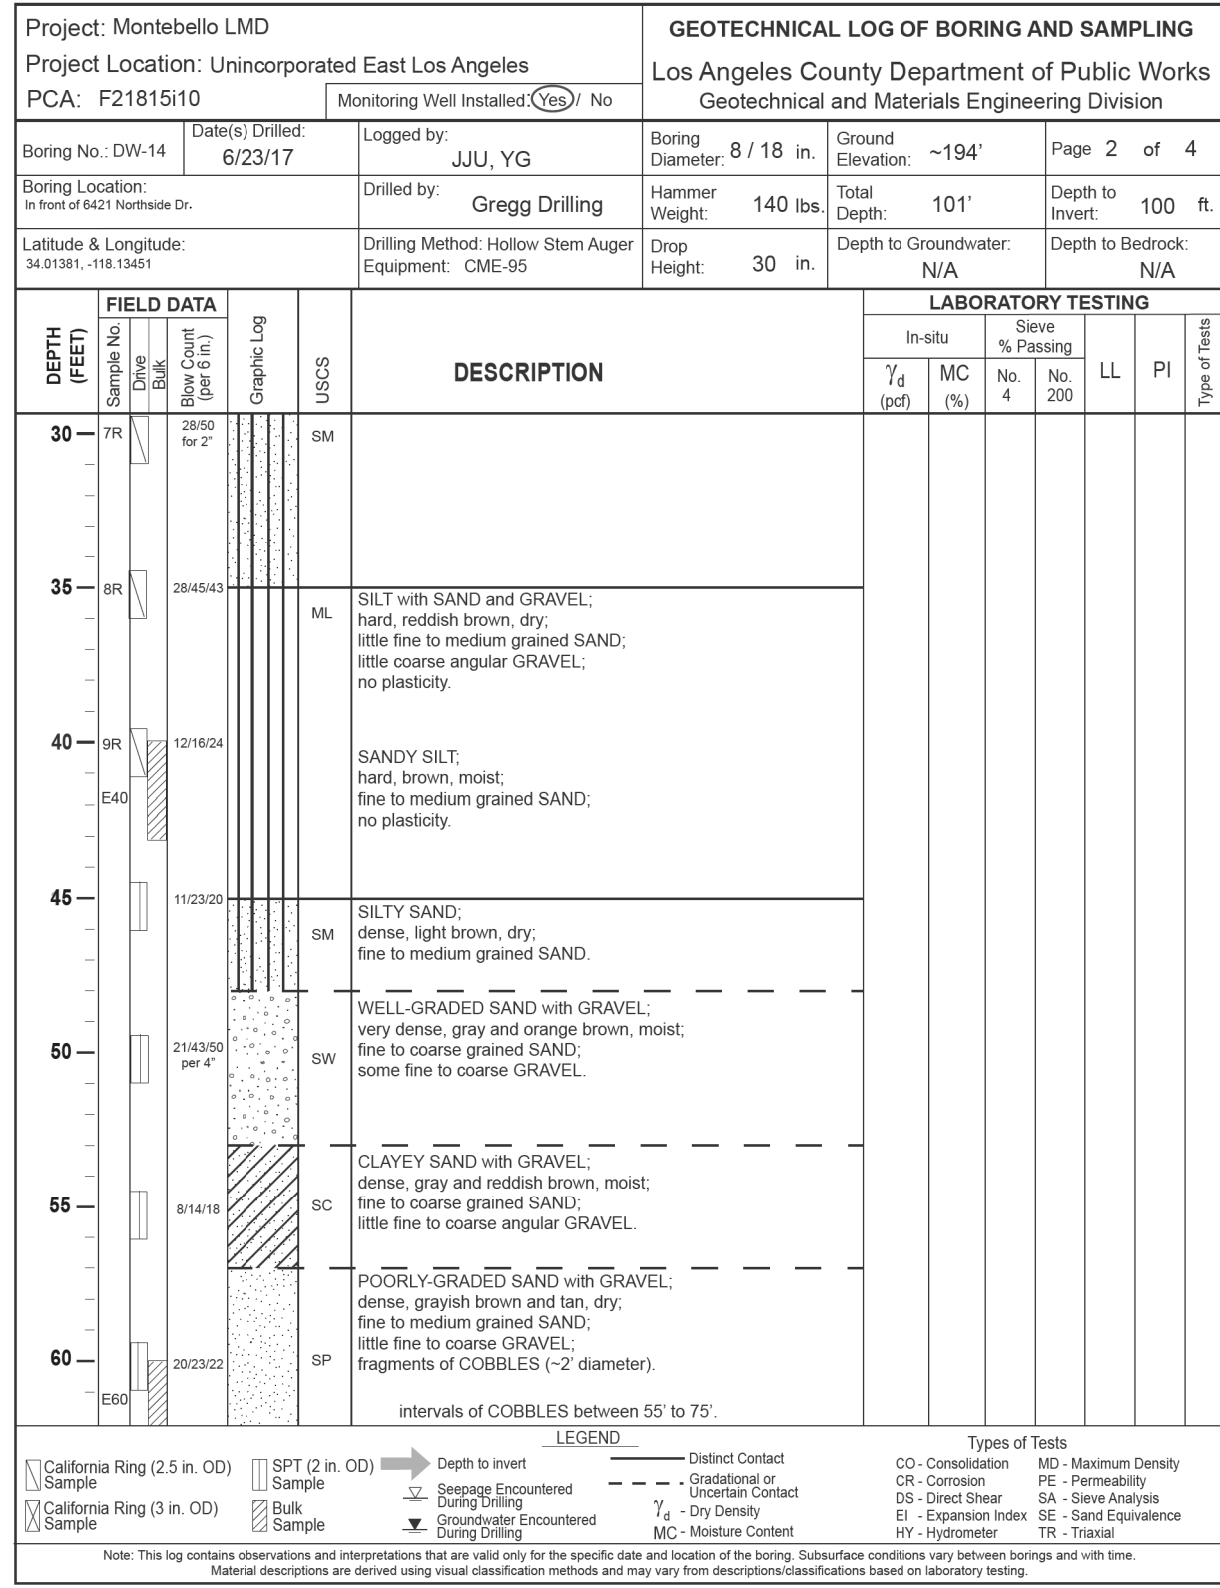 Project: Montebello LMD
Project Location: Unincorporated East Los Angeles
PCA: F21815i10
Monitoring Well Installed: Yes / No
GEOTECHNICAL LOG OF BORING AND SAMPLING
Los Angeles County Department of Public Works
Geotechnical and Materials Engineering Division
Boring No.: DW-14
Date(s) Drilled:
6/23/17
Logged by:
JJU, YG
Boring
Diameter: 8 / 18 in.
Ground
Elevation: ~194'
Page 2 of 4
Boring Location:
In front of 6421 Northside Dr.
Drilled by:
Gregg Drilling
Hammer
Weight: 140 lbs.
Total
Depth: 101'
Depth to
Invert: 100 ft.
Latitude & Longitude:
34.01381, -118.13451
Drilling Method: Hollow Stem Auger
Equipment: CME-95
Drop
Height: 30 in.
Depth to Groundwater:
N/A
Depth to Bedrock:
N/A
DEPTH
(FEET)
FIELD DATA
Sample No.
Drive
Bulk
Blow Count
(per 6 in.)
Graphic Log
USCS
DESCRIPTION
LABORATORY TESTING
In-situ
Sieve
% Passing
γd
(pcf)
MC
(%)
No.
4
No.
200
LL
PI
Type of Tests
30 7R 28/50
for 2"
SM
35 8R 28/45/43
ML
SILT with SAND and GRAVEL;
hard, reddish brown, dry;
little fine to medium grained SAND;
little coarse angular GRAVEL;
no plasticity.
40 9R 12/16/24
E40
SANDY SILT;
hard, brown, moist;
fine to medium grained SAND;
no plasticity.
45 11/23/20
SM
SILTY SAND;
dense, light brown, dry;
fine to medium grained SAND.
50 21/43/50
per 4"
SW
WELL-GRADED SAND with GRAVEL;
very dense, gray and orange brown, moist;
fine to coarse grained SAND;
some fine to coarse GRAVEL.
55 8/14/18
SC
CLAYEY SAND with GRAVEL;
dense, gray and reddish brown, moist;
fine to coarse grained SAND;
little fine to coarse angular GRAVEL.
60 20/23/22
E60
SP
POORLY-GRADED SAND with GRAVEL;
dense, grayish brown and tan, dry;
fine to medium grained SAND;
little fine to coarse GRAVEL;
fragments of COBBLES (~2' diameter).
intervals of COBBLES between 55' to 75'.
LEGEND
California Ring (2.5 in. OD)
Sample
California Ring (3 in. OD)
Sample
SPT (2 in. OD)
Sample
Bulk
Sample
Depth to invert
Seepage Encountered
During Drilling
Groundwater Encountered
During Drilling
Distinct Contact
Gradational or
Uncertain Contact
γd - Dry Density
MC - Moisture Content
Types of Tests
CO - Consolidation
CR - Corrosion
DS - Direct Shear
EI - Expansion Index
HY - Hydrometer
MD - Maximum Density
PE - Permeability
SA - Sieve Analysis
SE - Sand Equivalence
TR - Triaxial
Note: This log contains observations and interpretations that are valid only for the specific date and location of the boring. Subsurface conditions vary between borings and with time.
Material descriptions are derived using visual classification methods and may vary from descriptions/classifications based on laboratory testing.